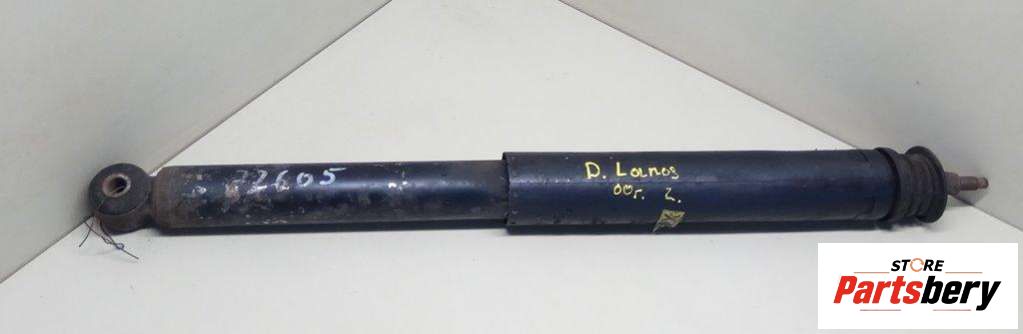 72605
D. Lanos
00г. 2.
STORE
Partsbery